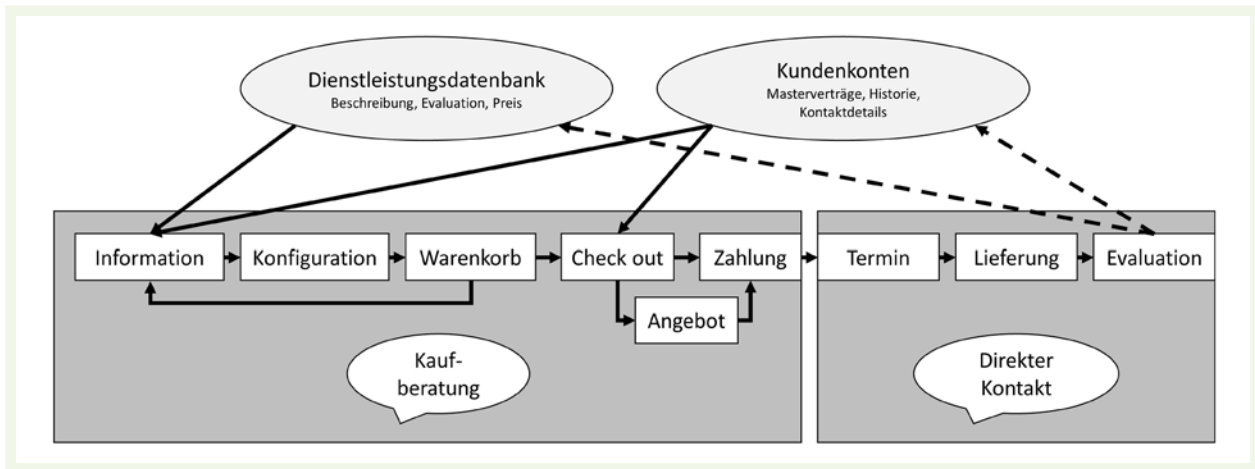 Dienstleistungsdatenbank
Beschreibung, Evaluation, Preis
Kundenkonten
Masterverträge, Historie,
Kontaktdetails
Information
Konfiguration
Warenkorb
Check out
Zahlung
Termin
Lieferung
Evaluation
Angebot
Kauf-
beratung
Direkter
Kontakt